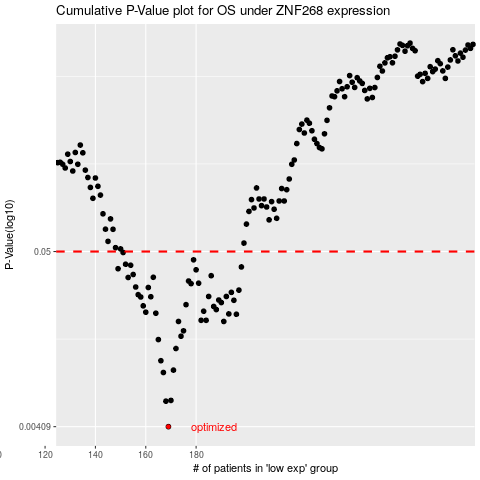 Cumulative P-Value plot for OS under ZNF268 expression
P-Value(log10)
0.05
0.00409
optimized
0 120 140 160 180
# of patients in 'low exp' group